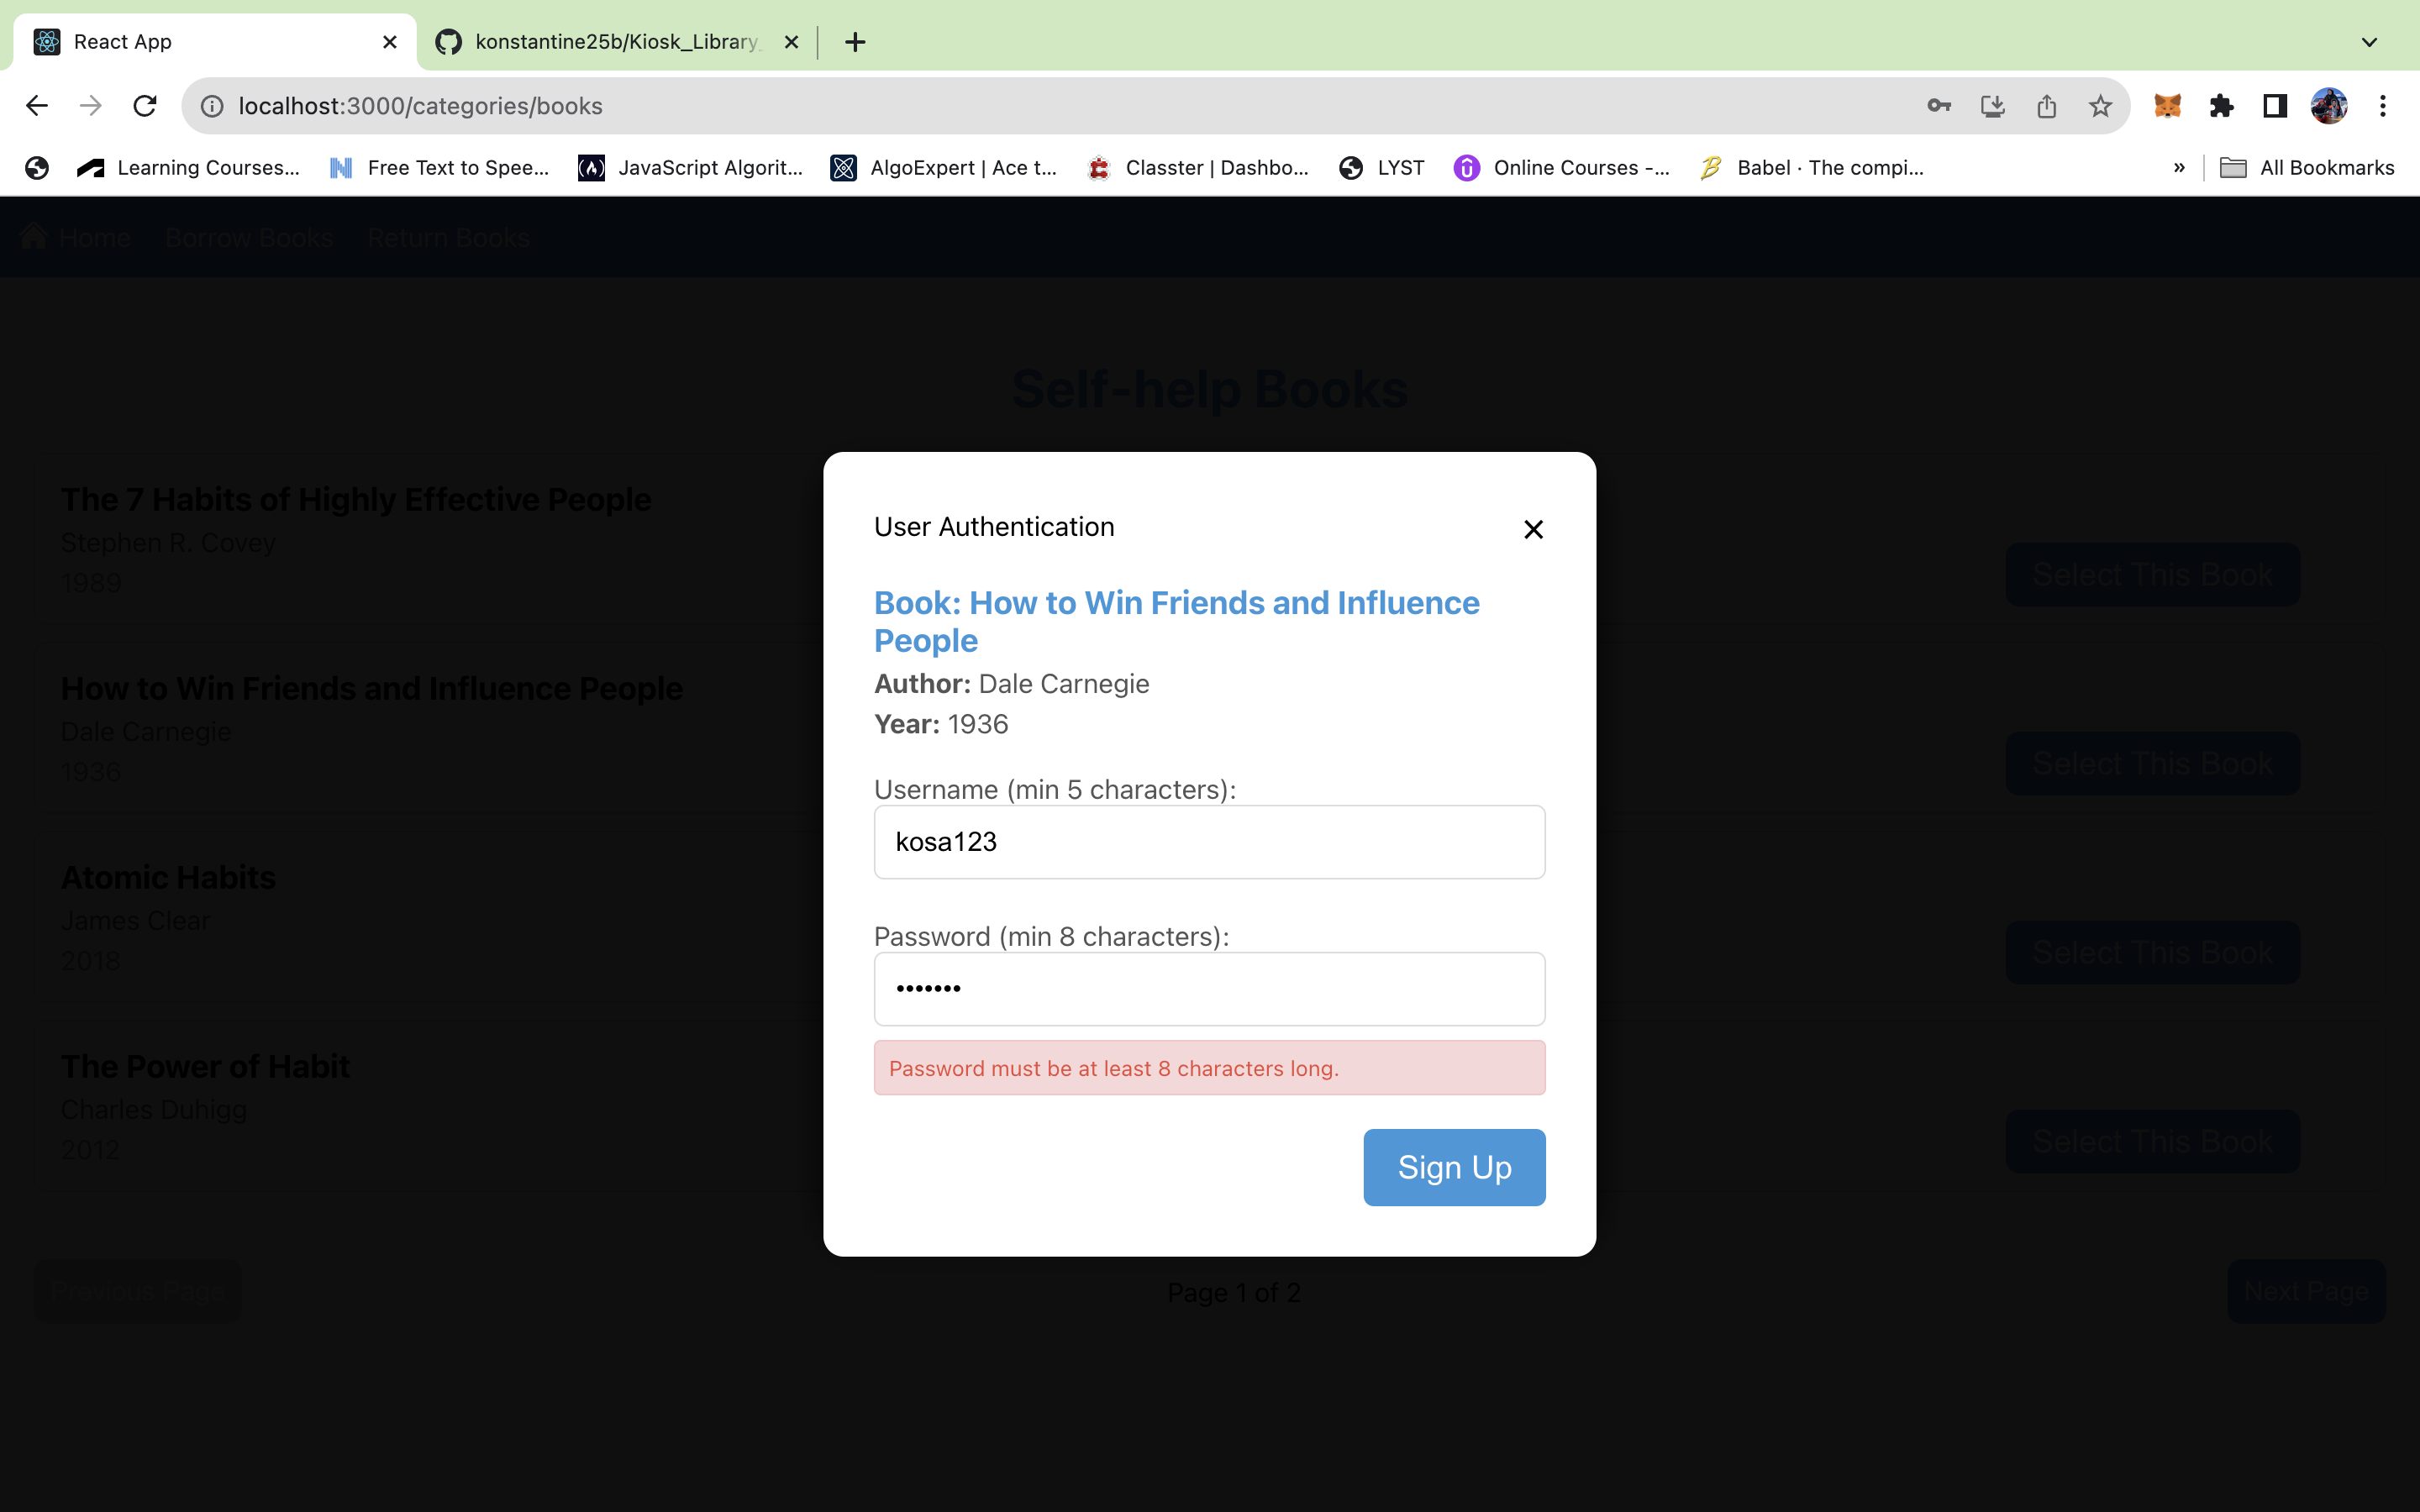 React App
konstantine25b/Kiosk_Library_
localhost:3000/categories/books
Learning Courses...
Free Text to Spee...
JavaScript Algorit...
AlgoExpert | Ace t...
Classter | Dashbo...
LYST
Online Courses -...
Babel · The compi...
»
All Bookmarks
Home
Borrow Books
Return Books
Self-help Books
The 7 Habits of Highly Effective People
Stephen R. Covey
1989
Select This Book
How to Win Friends and Influence People
Dale Carnegie
1936
Select This Book
Atomic Habits
James Clear
2018
Select This Book
The Power of Habit
Charles Duhigg
2012
Select This Book
Previous Page
Page 1 of 2
Next Page
User Authentication
Book: How to Win Friends and Influence
People
Author: Dale Carnegie
Year: 1936
Username (min 5 characters):
kosa123
Password (min 8 characters):
•••••••
Password must be at least 8 characters long.
Sign Up